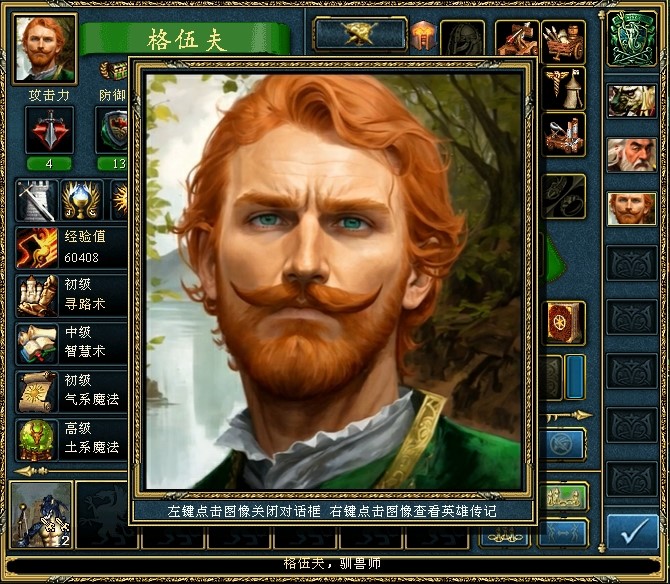 格伍夫
攻击力
防御
4
13
经验值
60408
初级
寻路术
中级
智慧术
初级
气系魔法
高级
土系魔法
2
左键点击图像关闭对话框 右键点击图像查看英雄传记
格伍夫，驯兽师